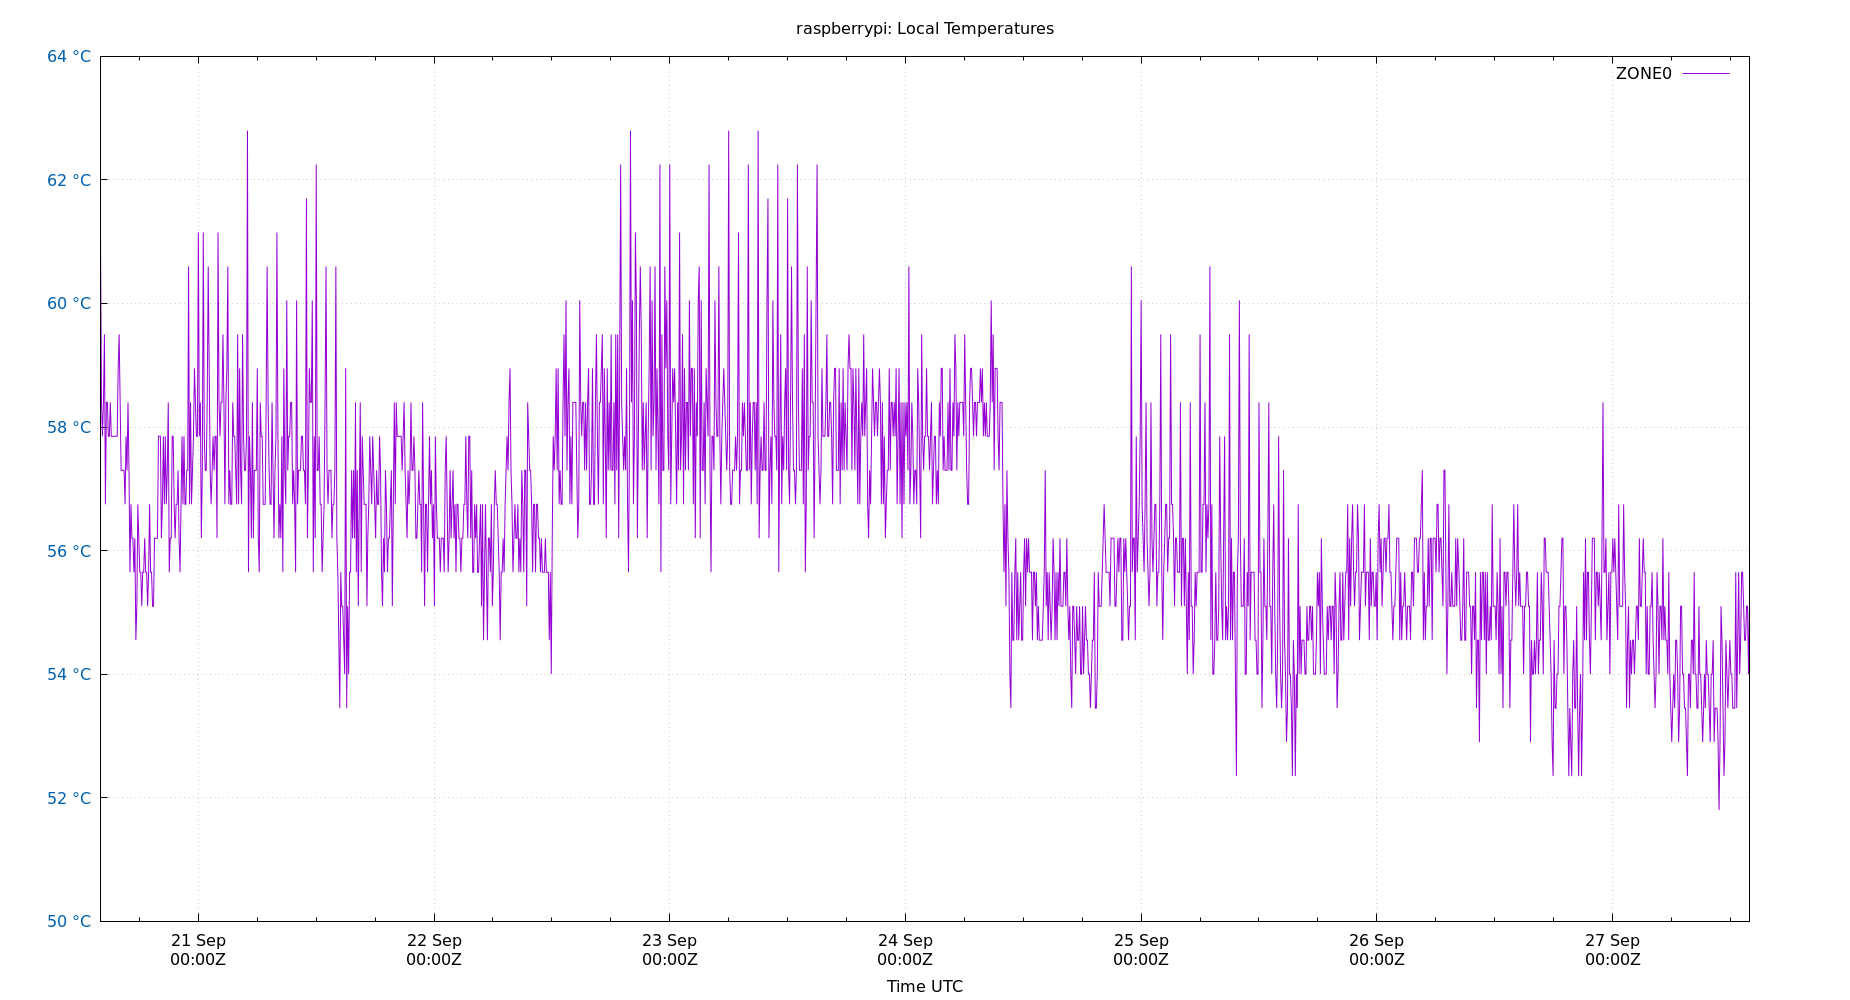 raspberrypi: Local Temperatures
64 °C
ZONE0
62 °C
60 °C
58 °C
56 °C
54 °C
52 °C
50 °C
21 Sep 22 Sep 23 Sep 24 Sep 25 Sep 26 Sep 27 Sep
00:00Z 00:00Z 00:00Z 00:00Z 00:00Z 00:00Z 00:00Z
Time UTC